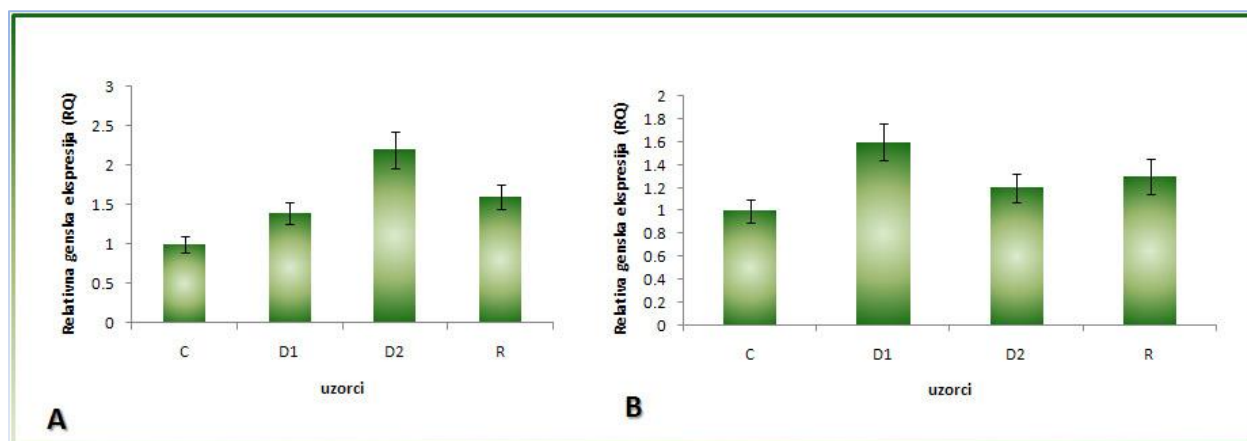 Relativna genska ekspresija (RQ)
3
2.5
2
1.5
1
0.5
0
C D1 D2 R
uzorci
A
Relativa genska ekspresija (RQ)
2
1.8
1.6
1.4
1.2
1
0.8
0.6
0.4
0.2
0
C D1 D2 R
uzorci
B